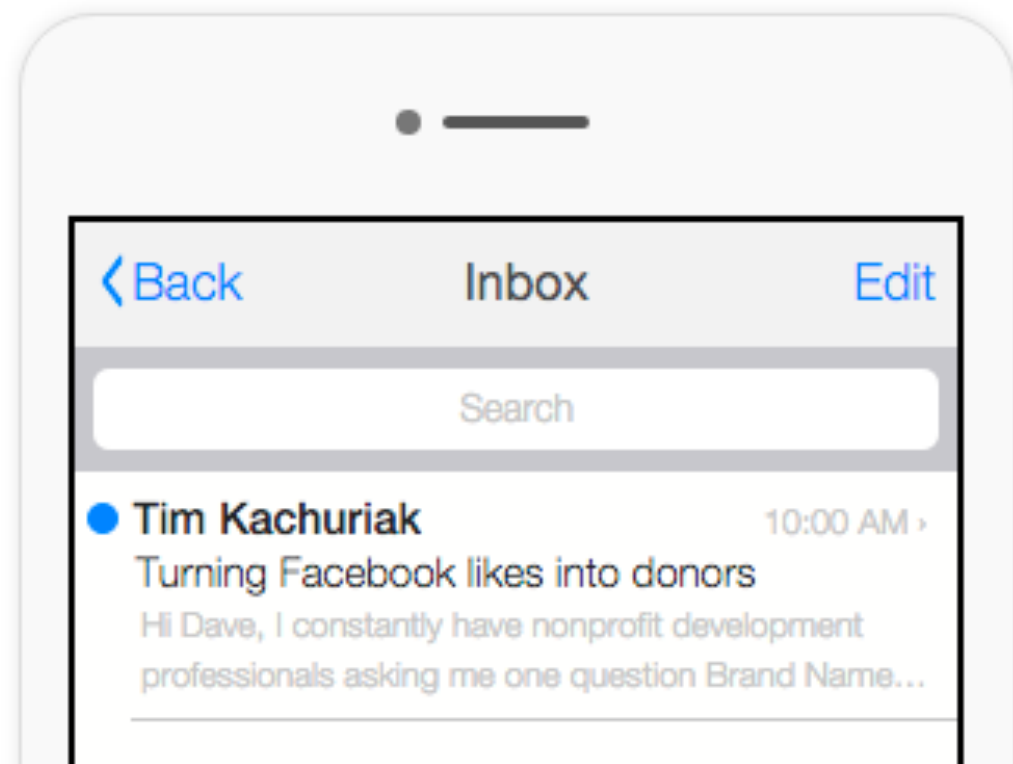 Back Inbox Edit
Search
Tim Kachuriak 10:00 AM ›
Turning Facebook likes into donors
Hi Dave, I constantly have nonprofit development
professionals asking me one question Brand Name...